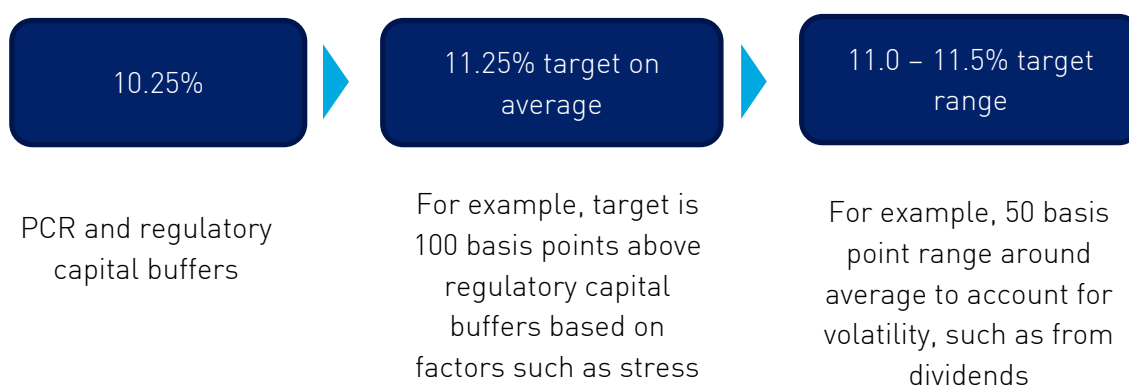 10.25%
11.25% target on
average
11.0 – 11.5% target
range
PCR and regulatory
capital buffers
For example, target is
100 basis points above
regulatory capital
buffers based on
factors such as stress
For example, 50 basis
point range around
average to account for
volatility, such as from
dividends